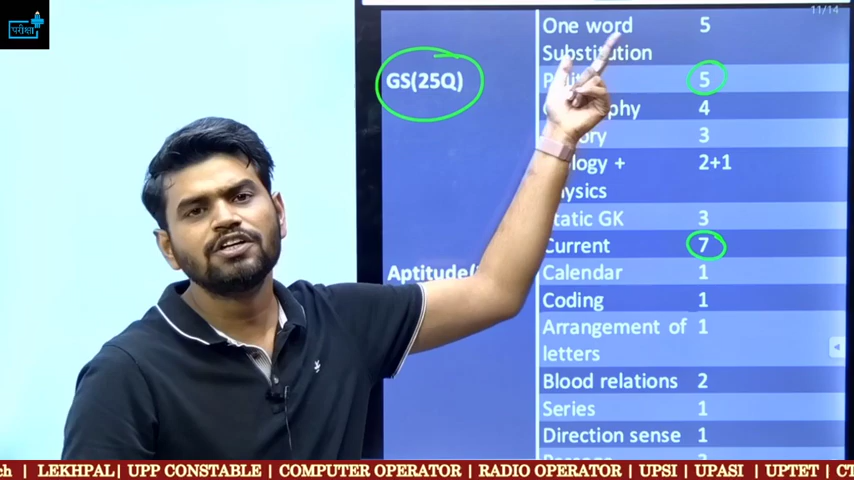 परीक्षा
11/14
One word 5
Substitution
GS(25Q) 5
4
3
2+1
Static GK 3
Current 7
Aptitude(
Calendar 1
Coding 1
Arrangement of 1
letters
Blood relations 2
Series 1
Direction sense 1
| LEKHPAL| UPP CONSTABLE | COMPUTER OPERATOR | RADIO OPERATOR | UPSI | UPASI | UPTET | CT